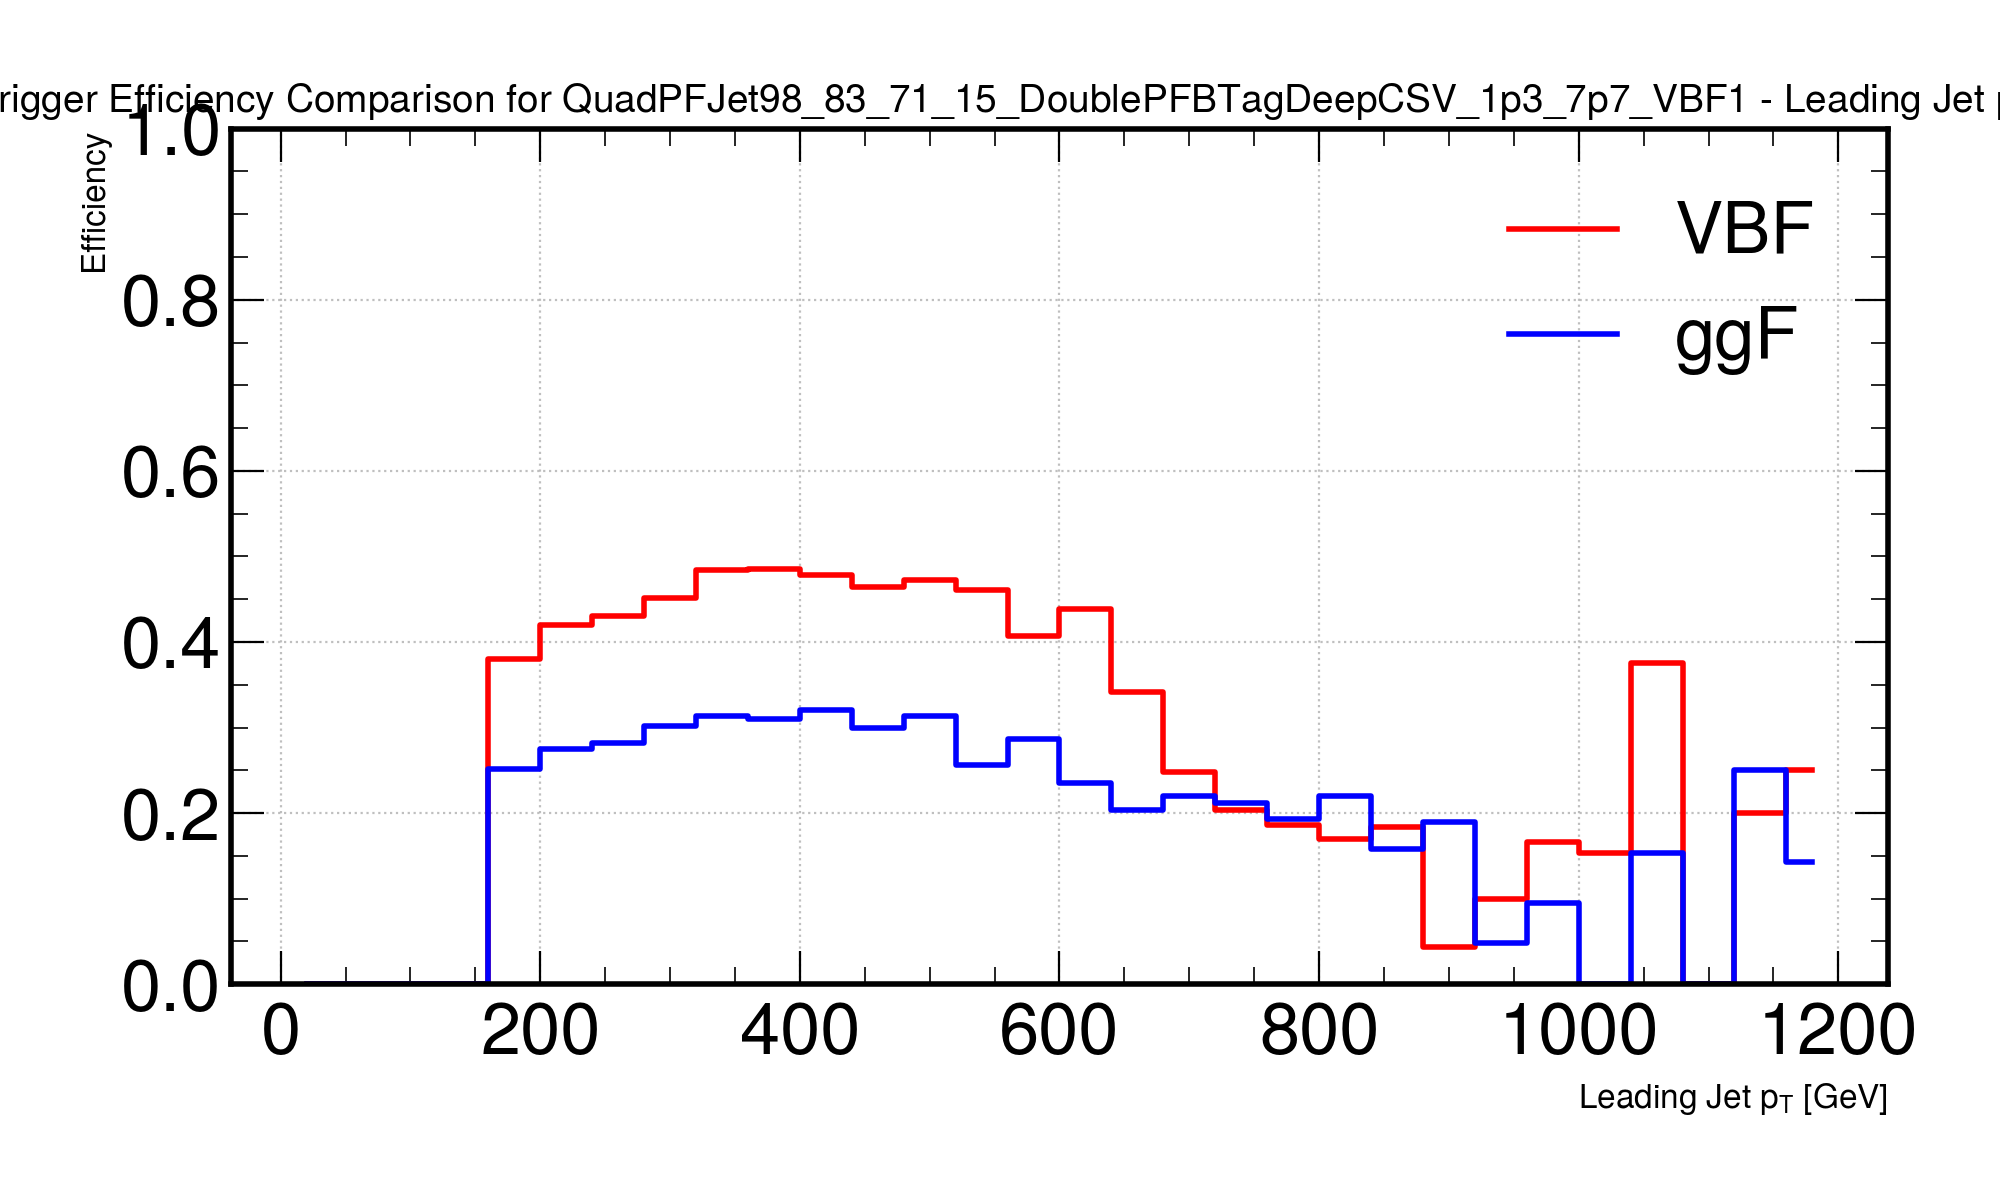 rigger Efficiency Comparison for QuadPFJet98_83_71_15_DoublePFBTagDeepCSV_1p3_7p7_VBF1 - Leading Jet p
Efficiency
1.0
0.8
0.6
0.4
0.2
0.0
VBF
ggF
0 200 400 600 800 1000 1200
Leading Jet pT [GeV]